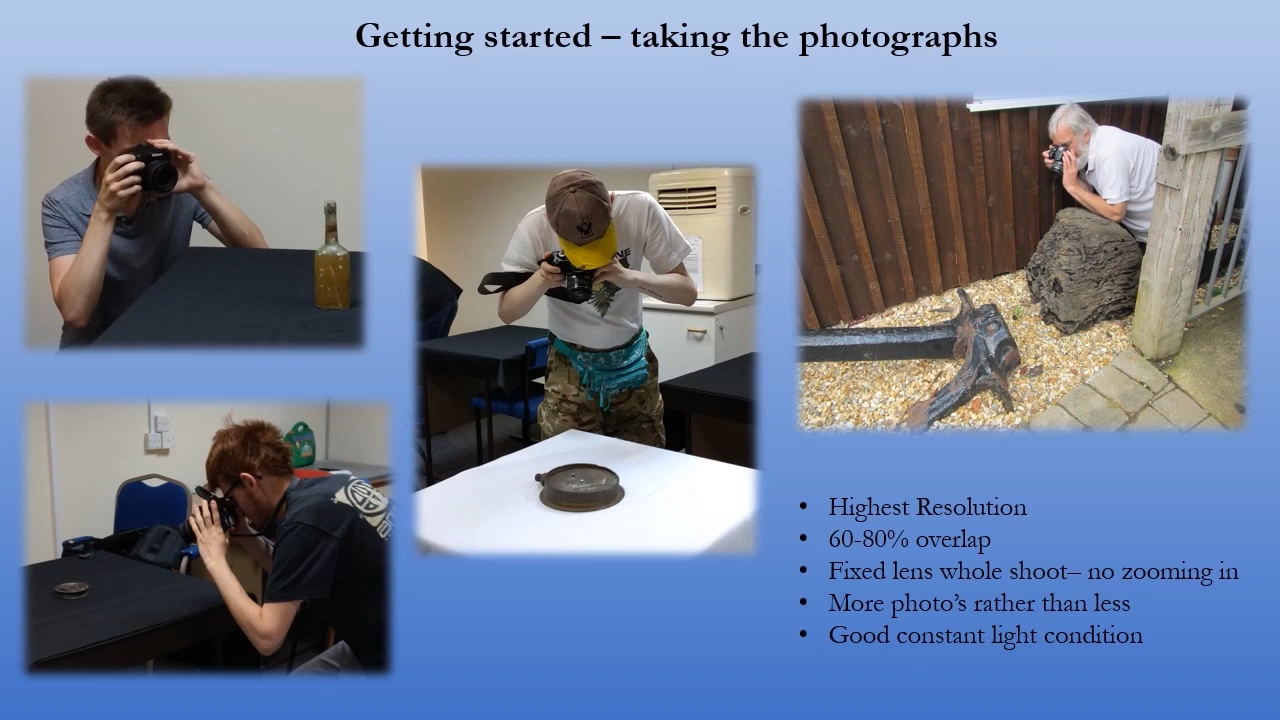 Getting started – taking the photographs
• Highest Resolution
• 60-80% overlap
• Fixed lens whole shoot– no zooming in
• More photo’s rather than less
• Good constant light condition